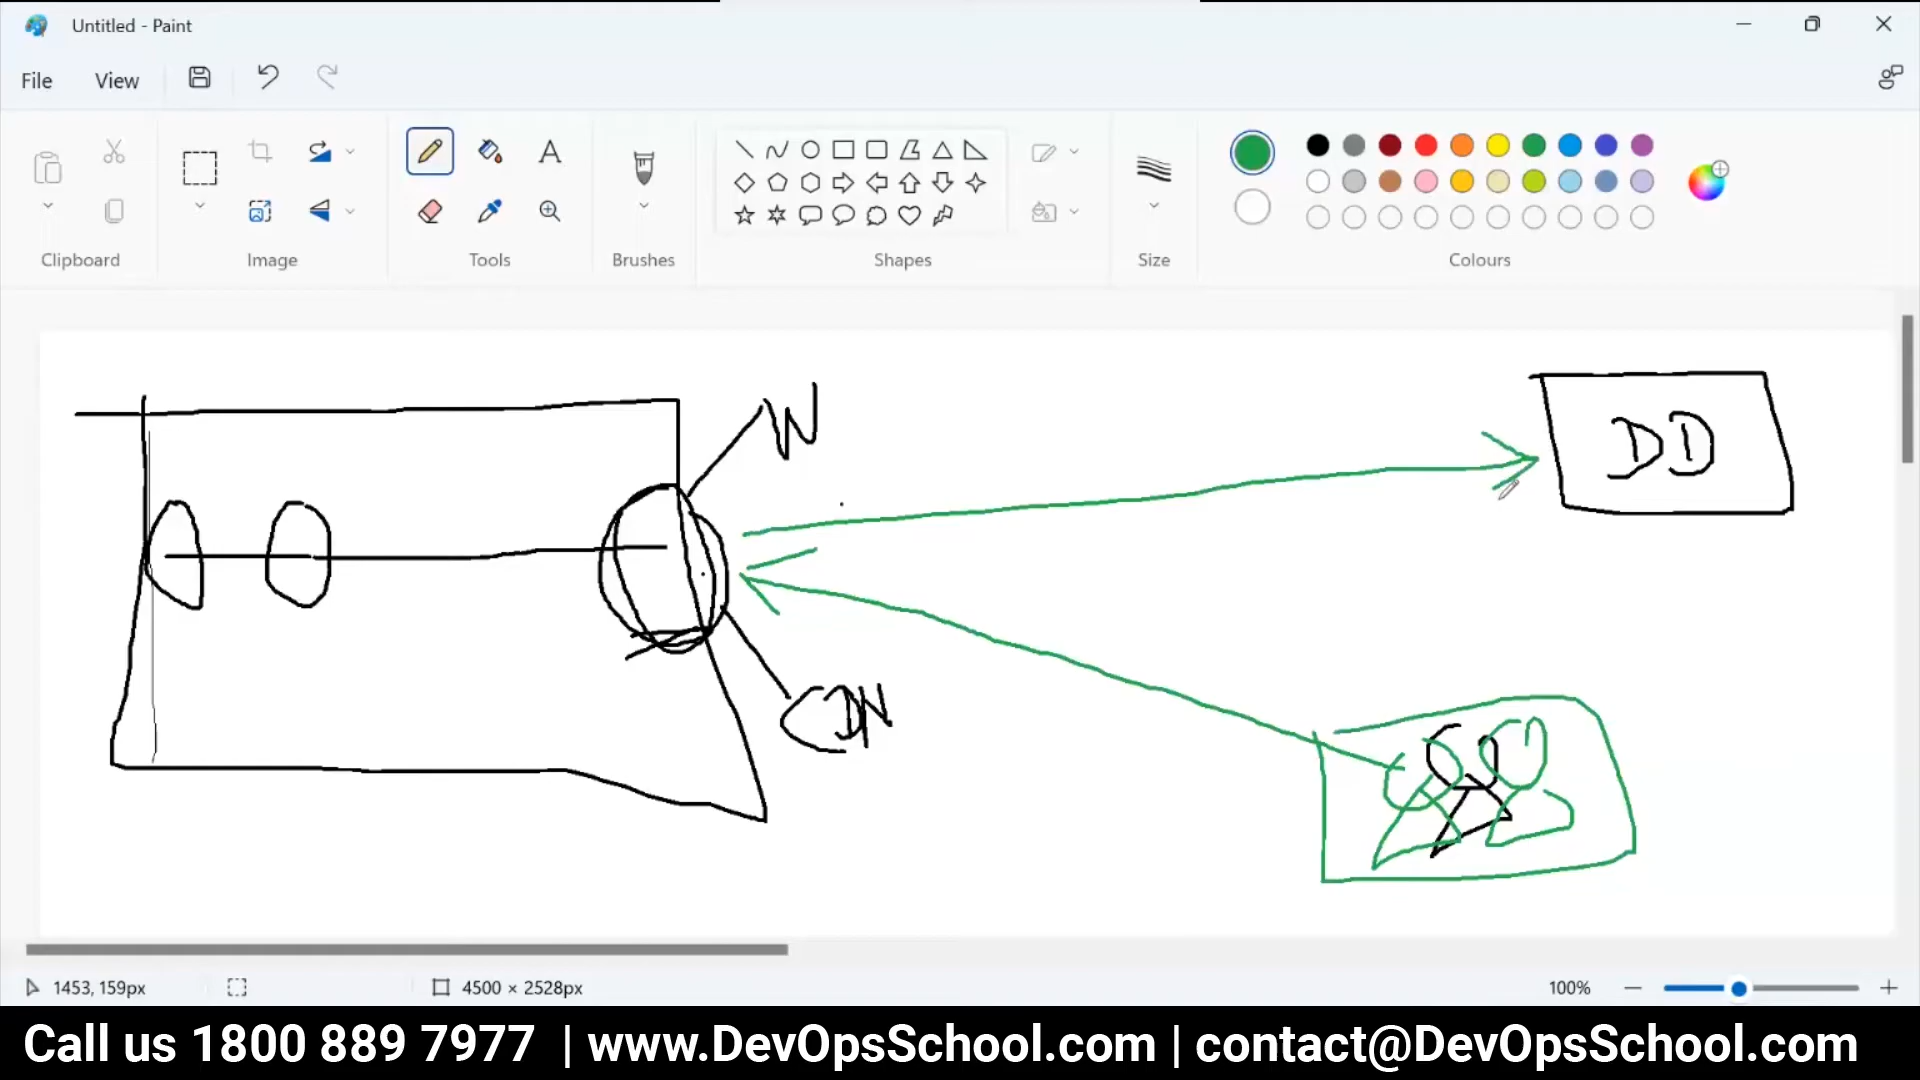 Untitled - Paint
File View
Clipboard Image Tools Brushes Shapes Size Colours
W
DD
CDN
1453, 159px 4500 × 2528px 100%
Call us 1800 889 7977 | www.DevOpsSchool.com | contact@DevOpsSchool.com